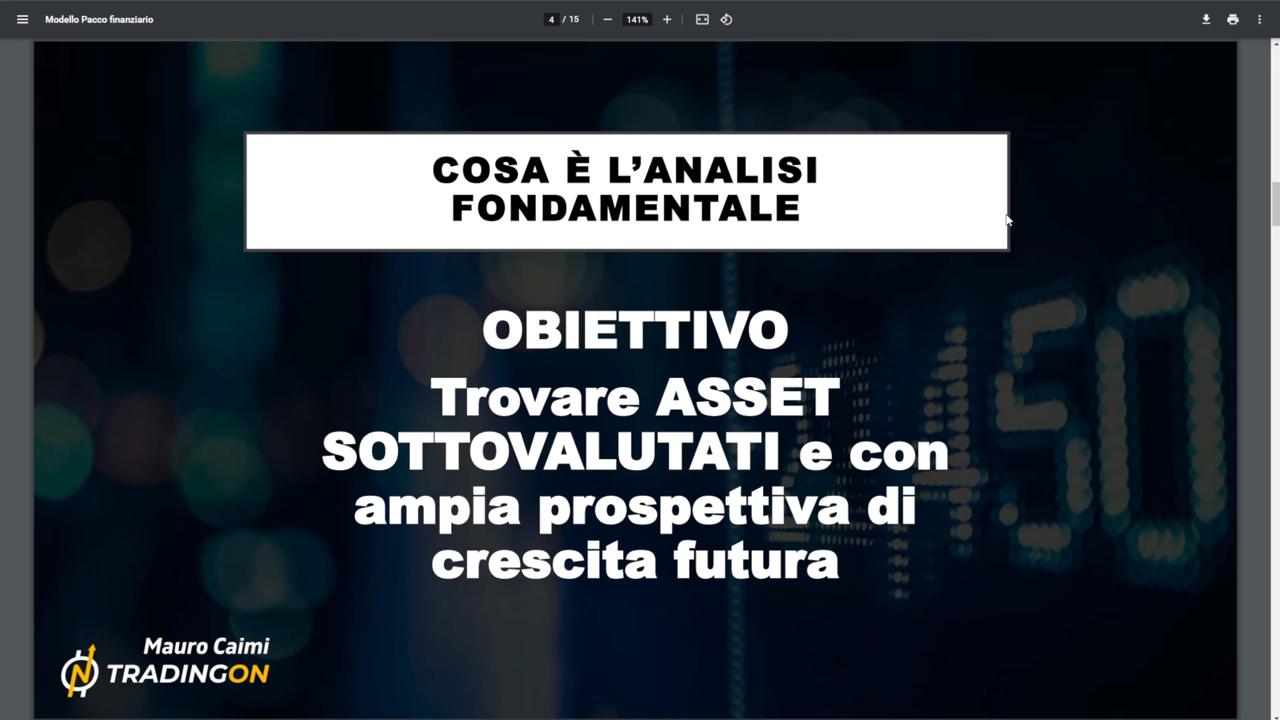 Modello Pacco finanziario
4 / 15
141%
COSA È L’ANALISI
FONDAMENTALE
OBIETTIVO
Trovare ASSET
SOTTOVALUTATI e con
ampia prospettiva di
crescita futura
Mauro Caimi
TRADINGON